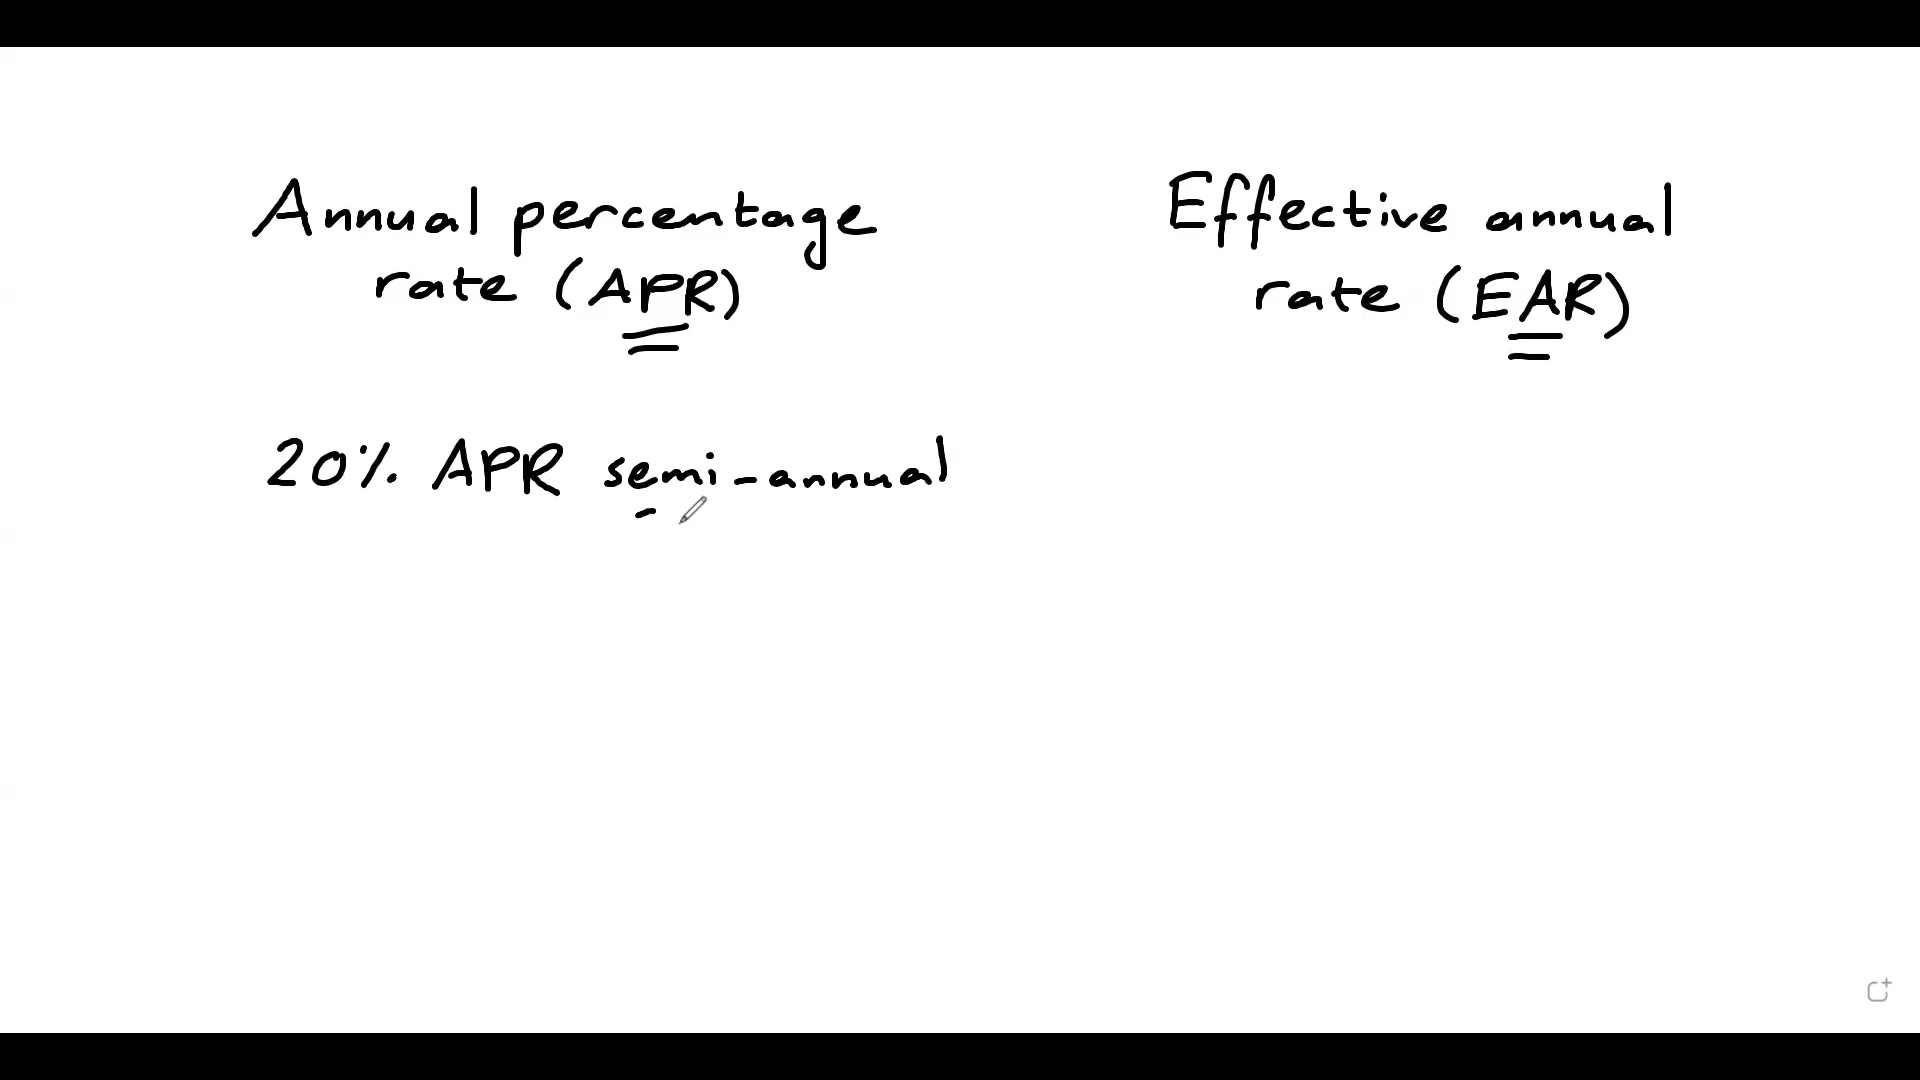 Annual percentage
rate (APR)
Effective annual
rate (EAR)
20% APR semi-annual